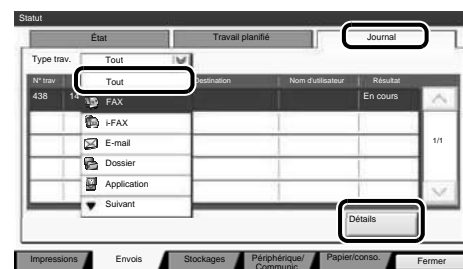 Statut
État Travail planifié Journal
Type trav. Tout
N° trav Destination Nom d'utilisateur Résultat
Tout
438 14 FAX En cours
i-FAX
1/1
E-mail
Dossier
Application
Suivant
Détails
Impressions Envois Stockages Périphérique/ Communic. Papier/conso. Fermer